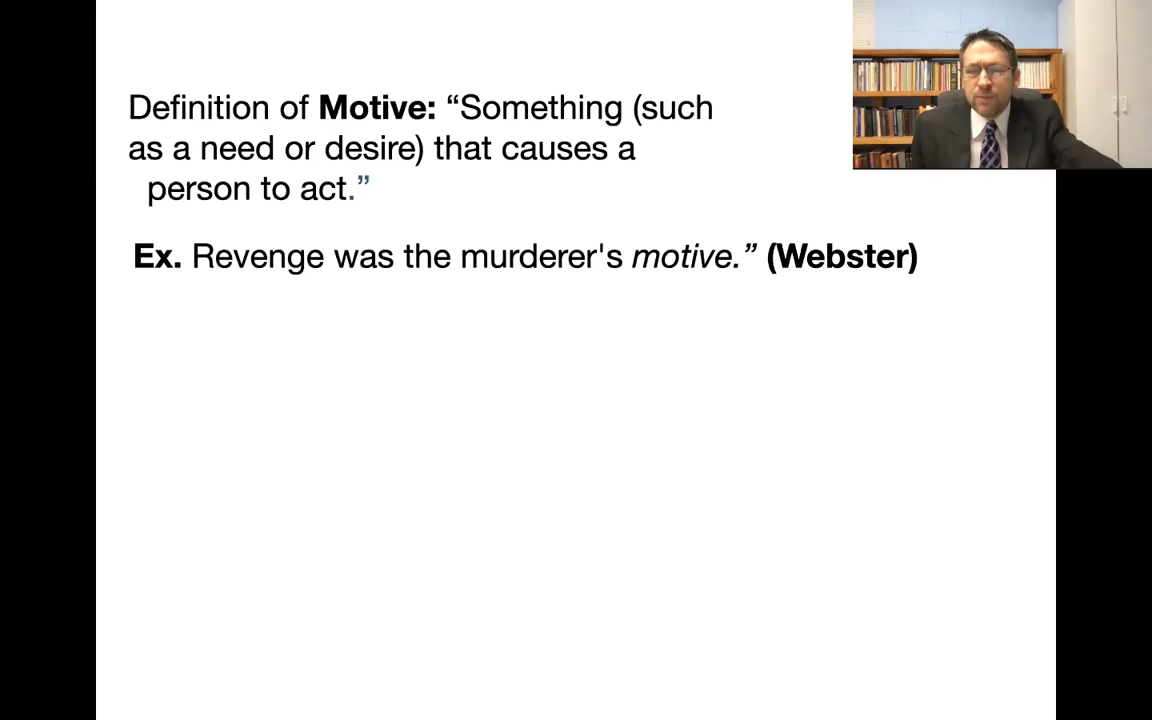 Definition of Motive: “Something (such
as a need or desire) that causes a
person to act.”
Ex. Revenge was the murderer's motive.” (Webster)